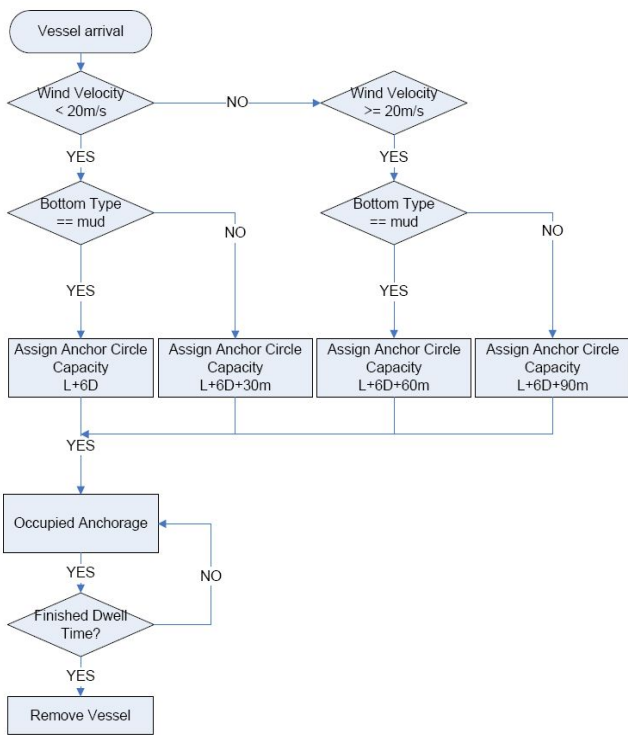 Vessel arrival
Wind Velocity
< 20m/s
NO
Wind Velocity
>= 20m/s
YES
YES
Bottom Type
== mud
NO
Bottom Type
== mud
NO
YES
YES
Assign Anchor Circle
Capacity
L+6D
Assign Anchor Circle
Capacity
L+6D+30m
Assign Anchor Circle
Capacity
L+6D+60m
Assign Anchor Circle
Capacity
L+6D+90m
YES
Occupied Anchorage
YES
NO
Finished Dwell
Time?
YES
Remove Vessel